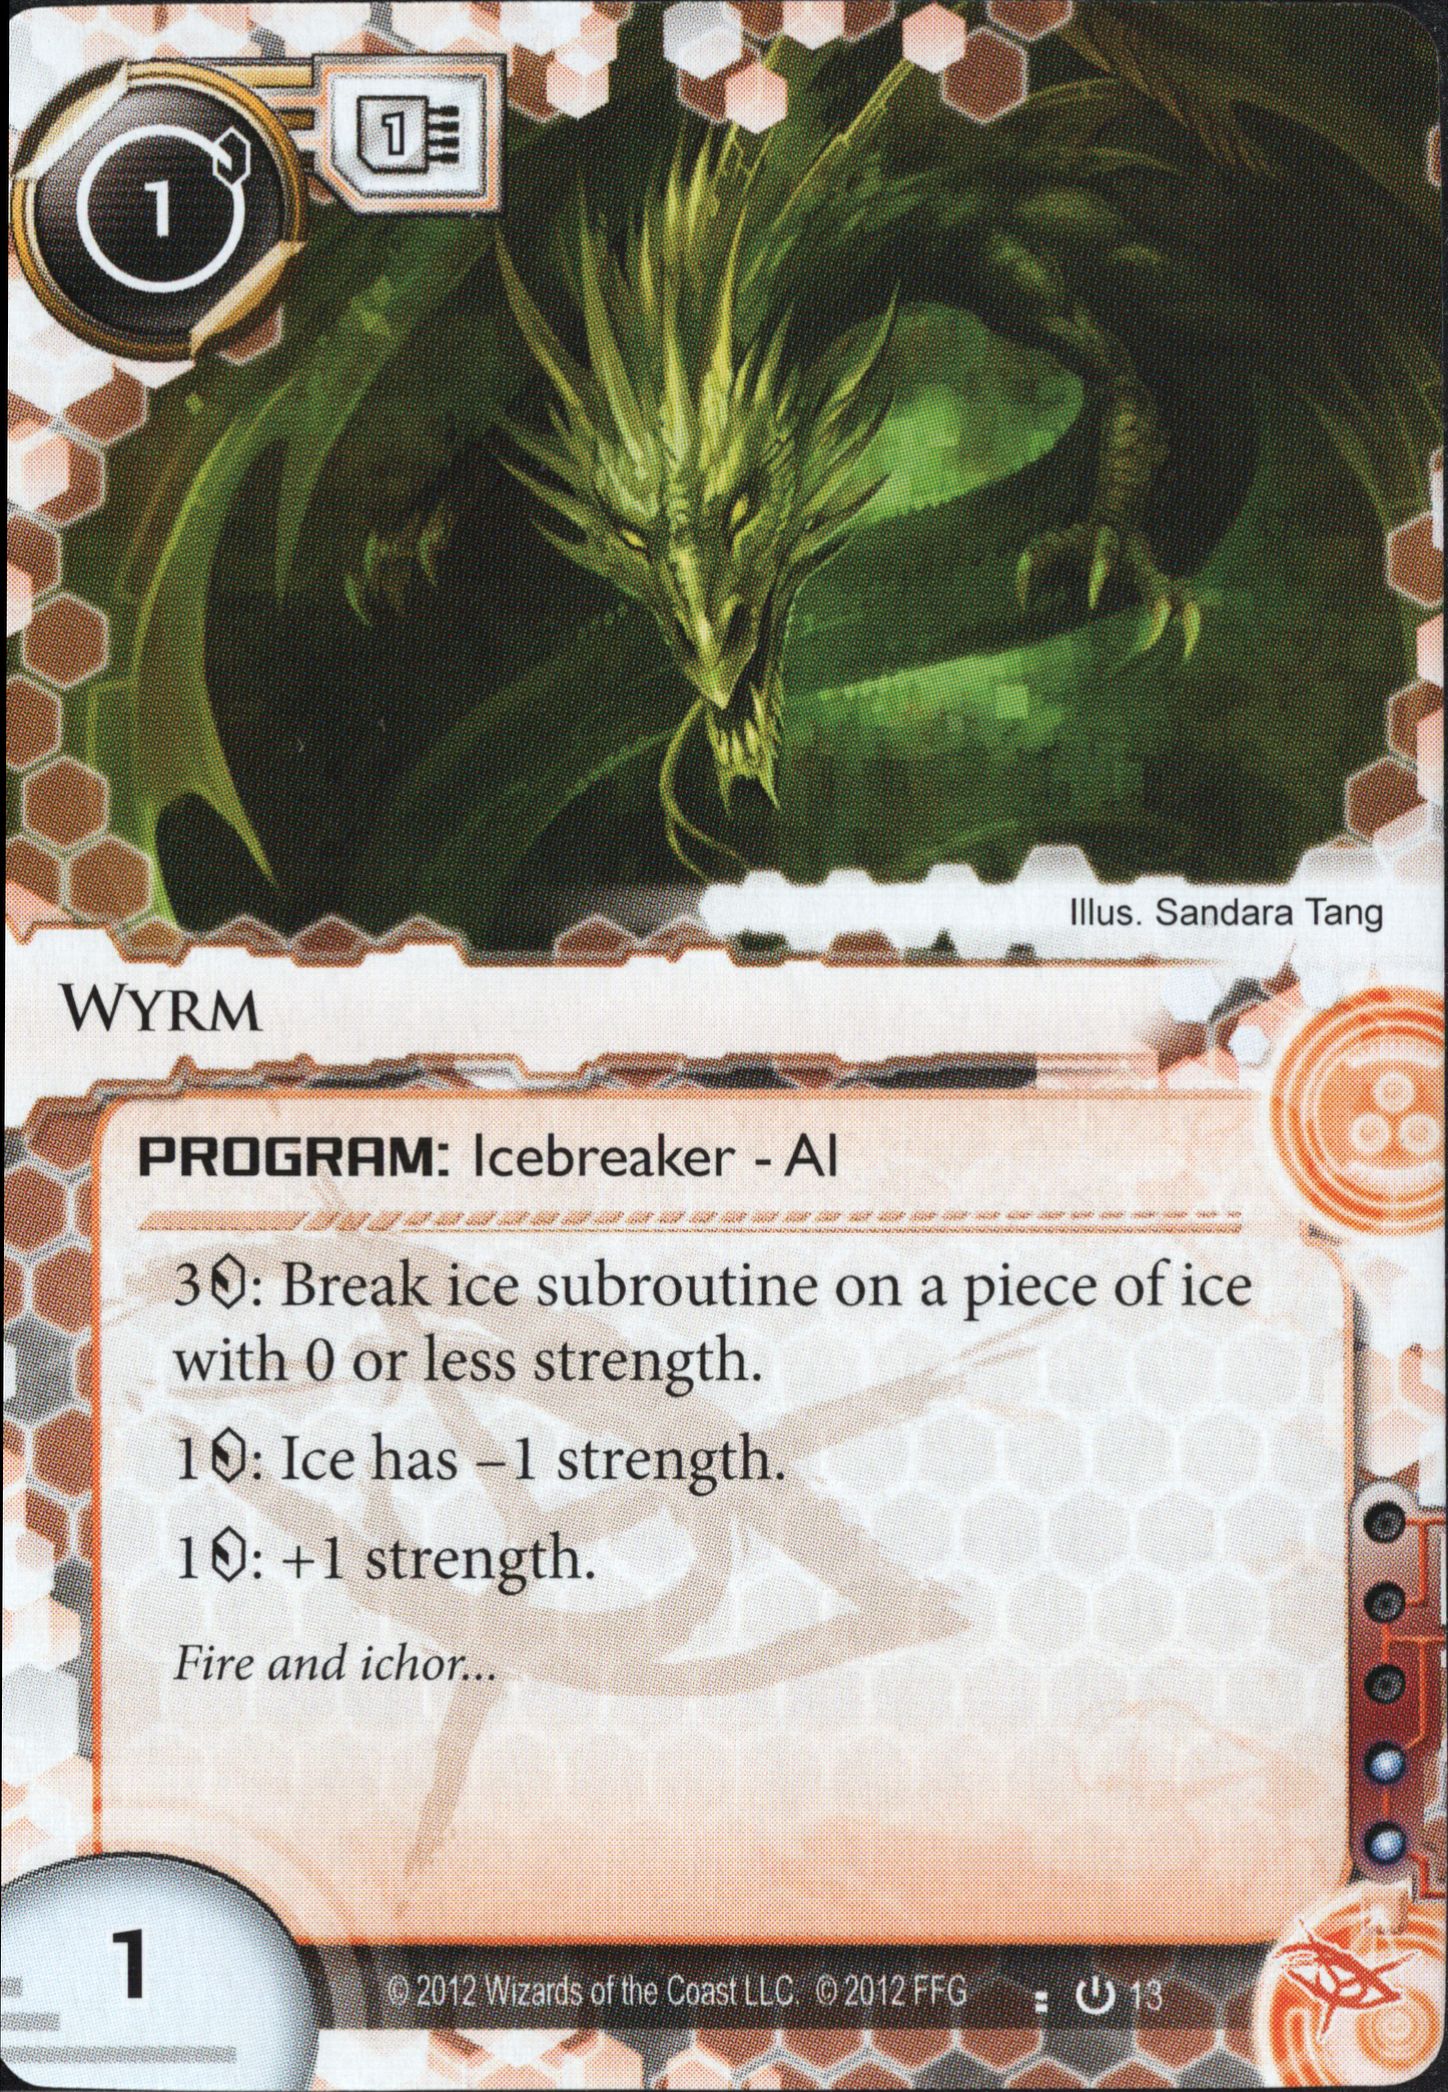 1
1
Illus. Sandara Tang
WYRM
PROGRAM: Icebreaker - AI
3: Break ice subroutine on a piece of ice
with 0 or less strength.
1: Ice has –1 strength.
1: +1 strength.
Fire and ichor...
1
© 2012 Wizards of the Coast LLC. © 2012 FFG 13